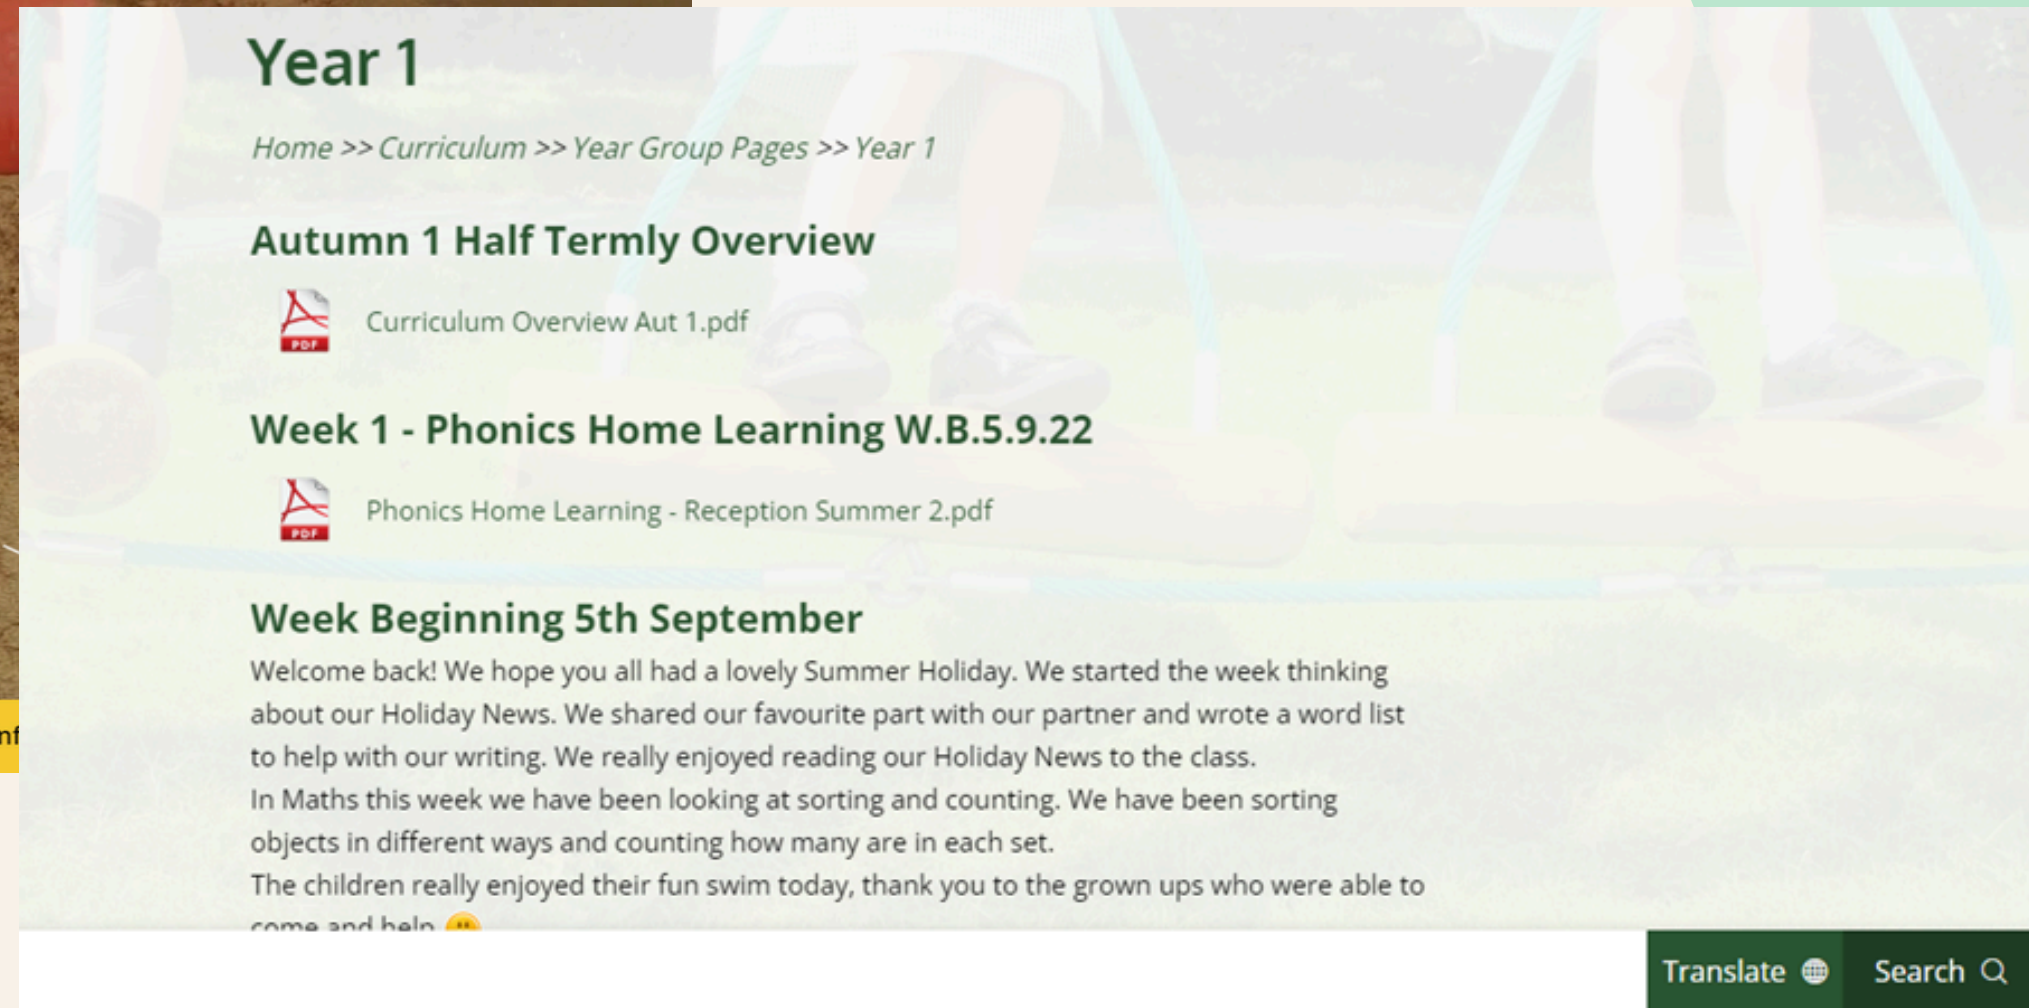 Year 1
Home >> Curriculum >> Year Group Pages >> Year 1
Autumn 1 Half Termly Overview
PDF
Curriculum Overview Aut 1.pdf
Week 1 - Phonics Home Learning W.B.5.9.22
PDF
Phonics Home Learning - Reception Summer 2.pdf
Week Beginning 5th September
Welcome back! We hope you all had a lovely Summer Holiday. We started the week thinking
about our Holiday News. We shared our favourite part with our partner and wrote a word list
to help with our writing. We really enjoyed reading our Holiday News to the class.
In Maths this week we have been looking at sorting and counting. We have been sorting
objects in different ways and counting how many are in each set.
The children really enjoyed their fun swim today, thank you to the grown ups who were able to
come and help
Translate
Search